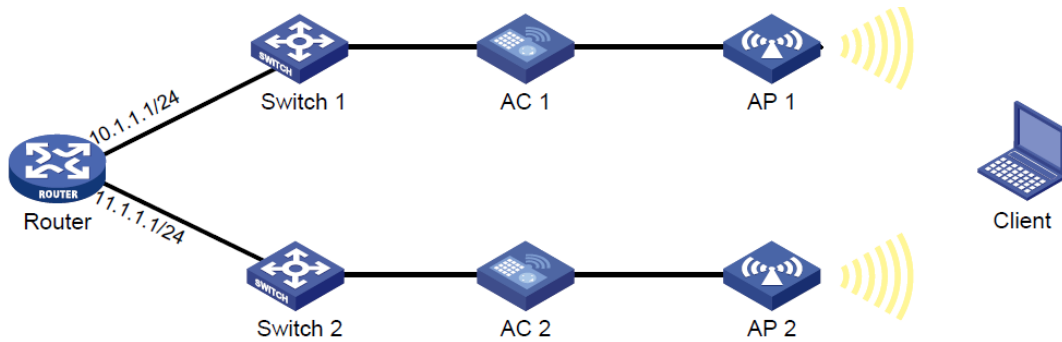 SWITCH
Switch 1
AC 1
AP 1
10.1.1.1/24
ROUTER
Router
11.1.1.1/24
Client
SWITCH
Switch 2
AC 2
AP 2